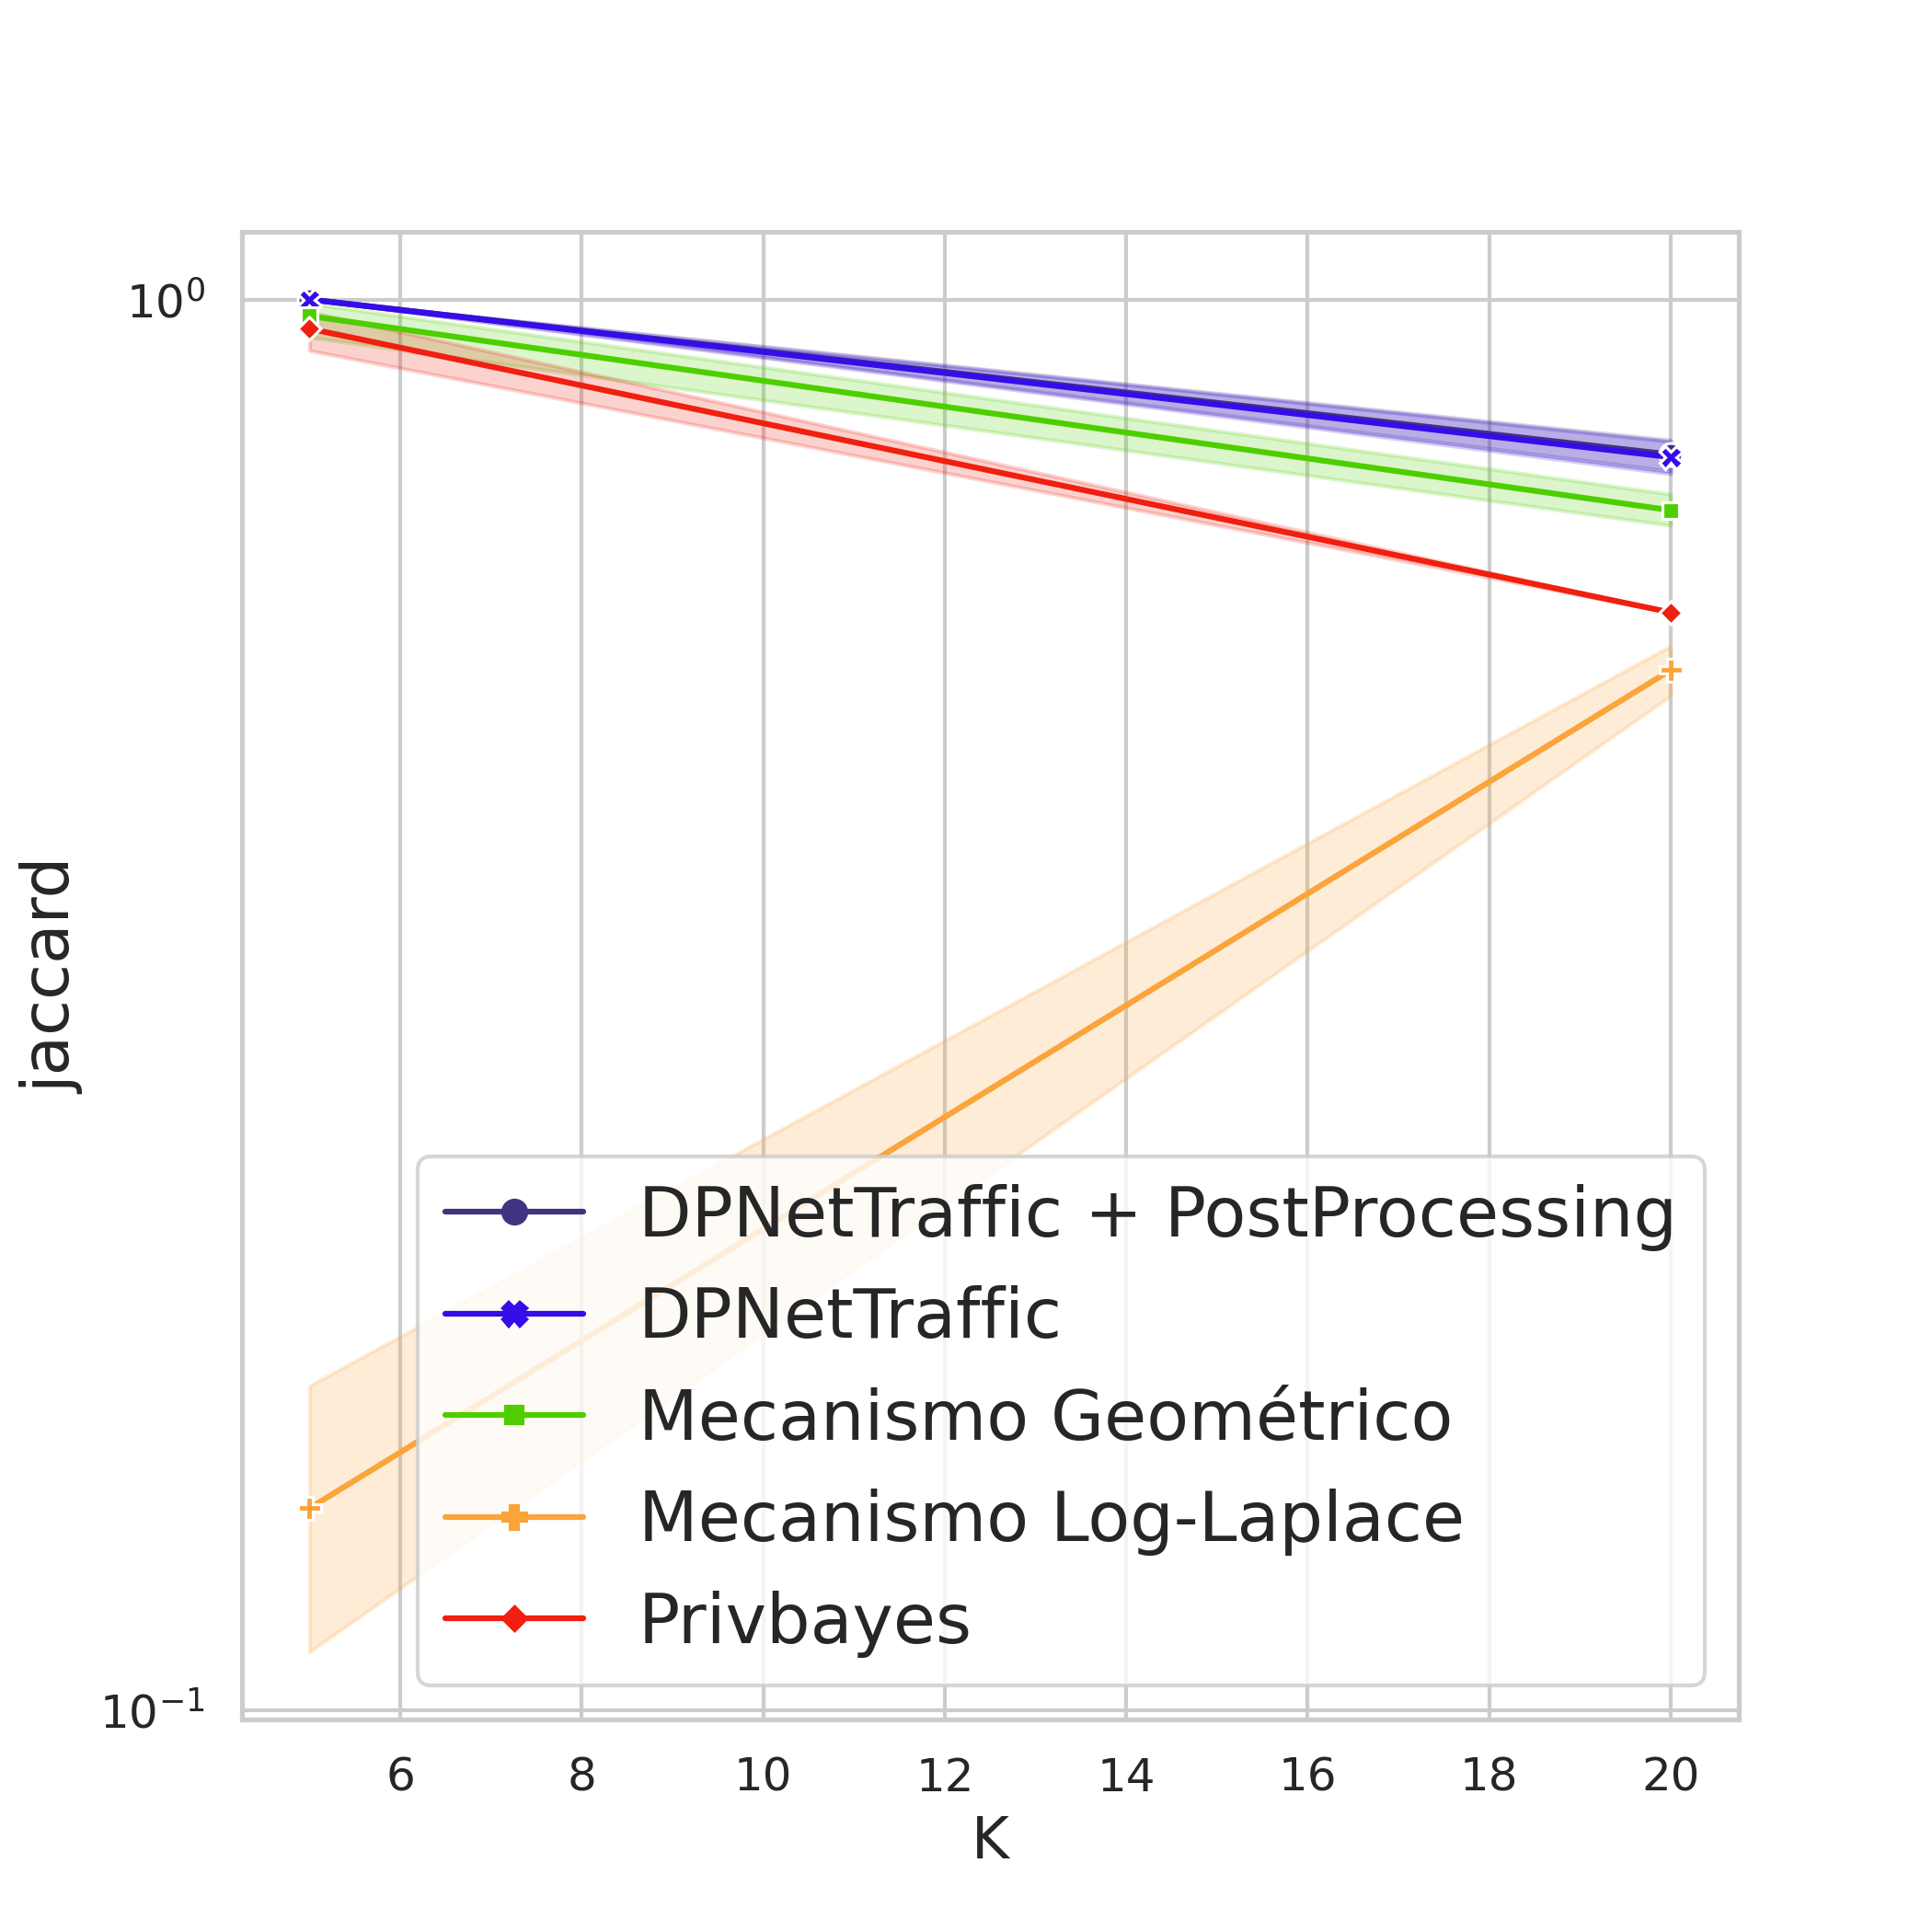 10⁰
10⁻¹
jaccard
DPNetTraffic + PostProcessing
DPNetTraffic
Mecanismo Geométrico
Mecanismo Log-Laplace
Privbayes
6 8 10 12 14 16 18 20
K